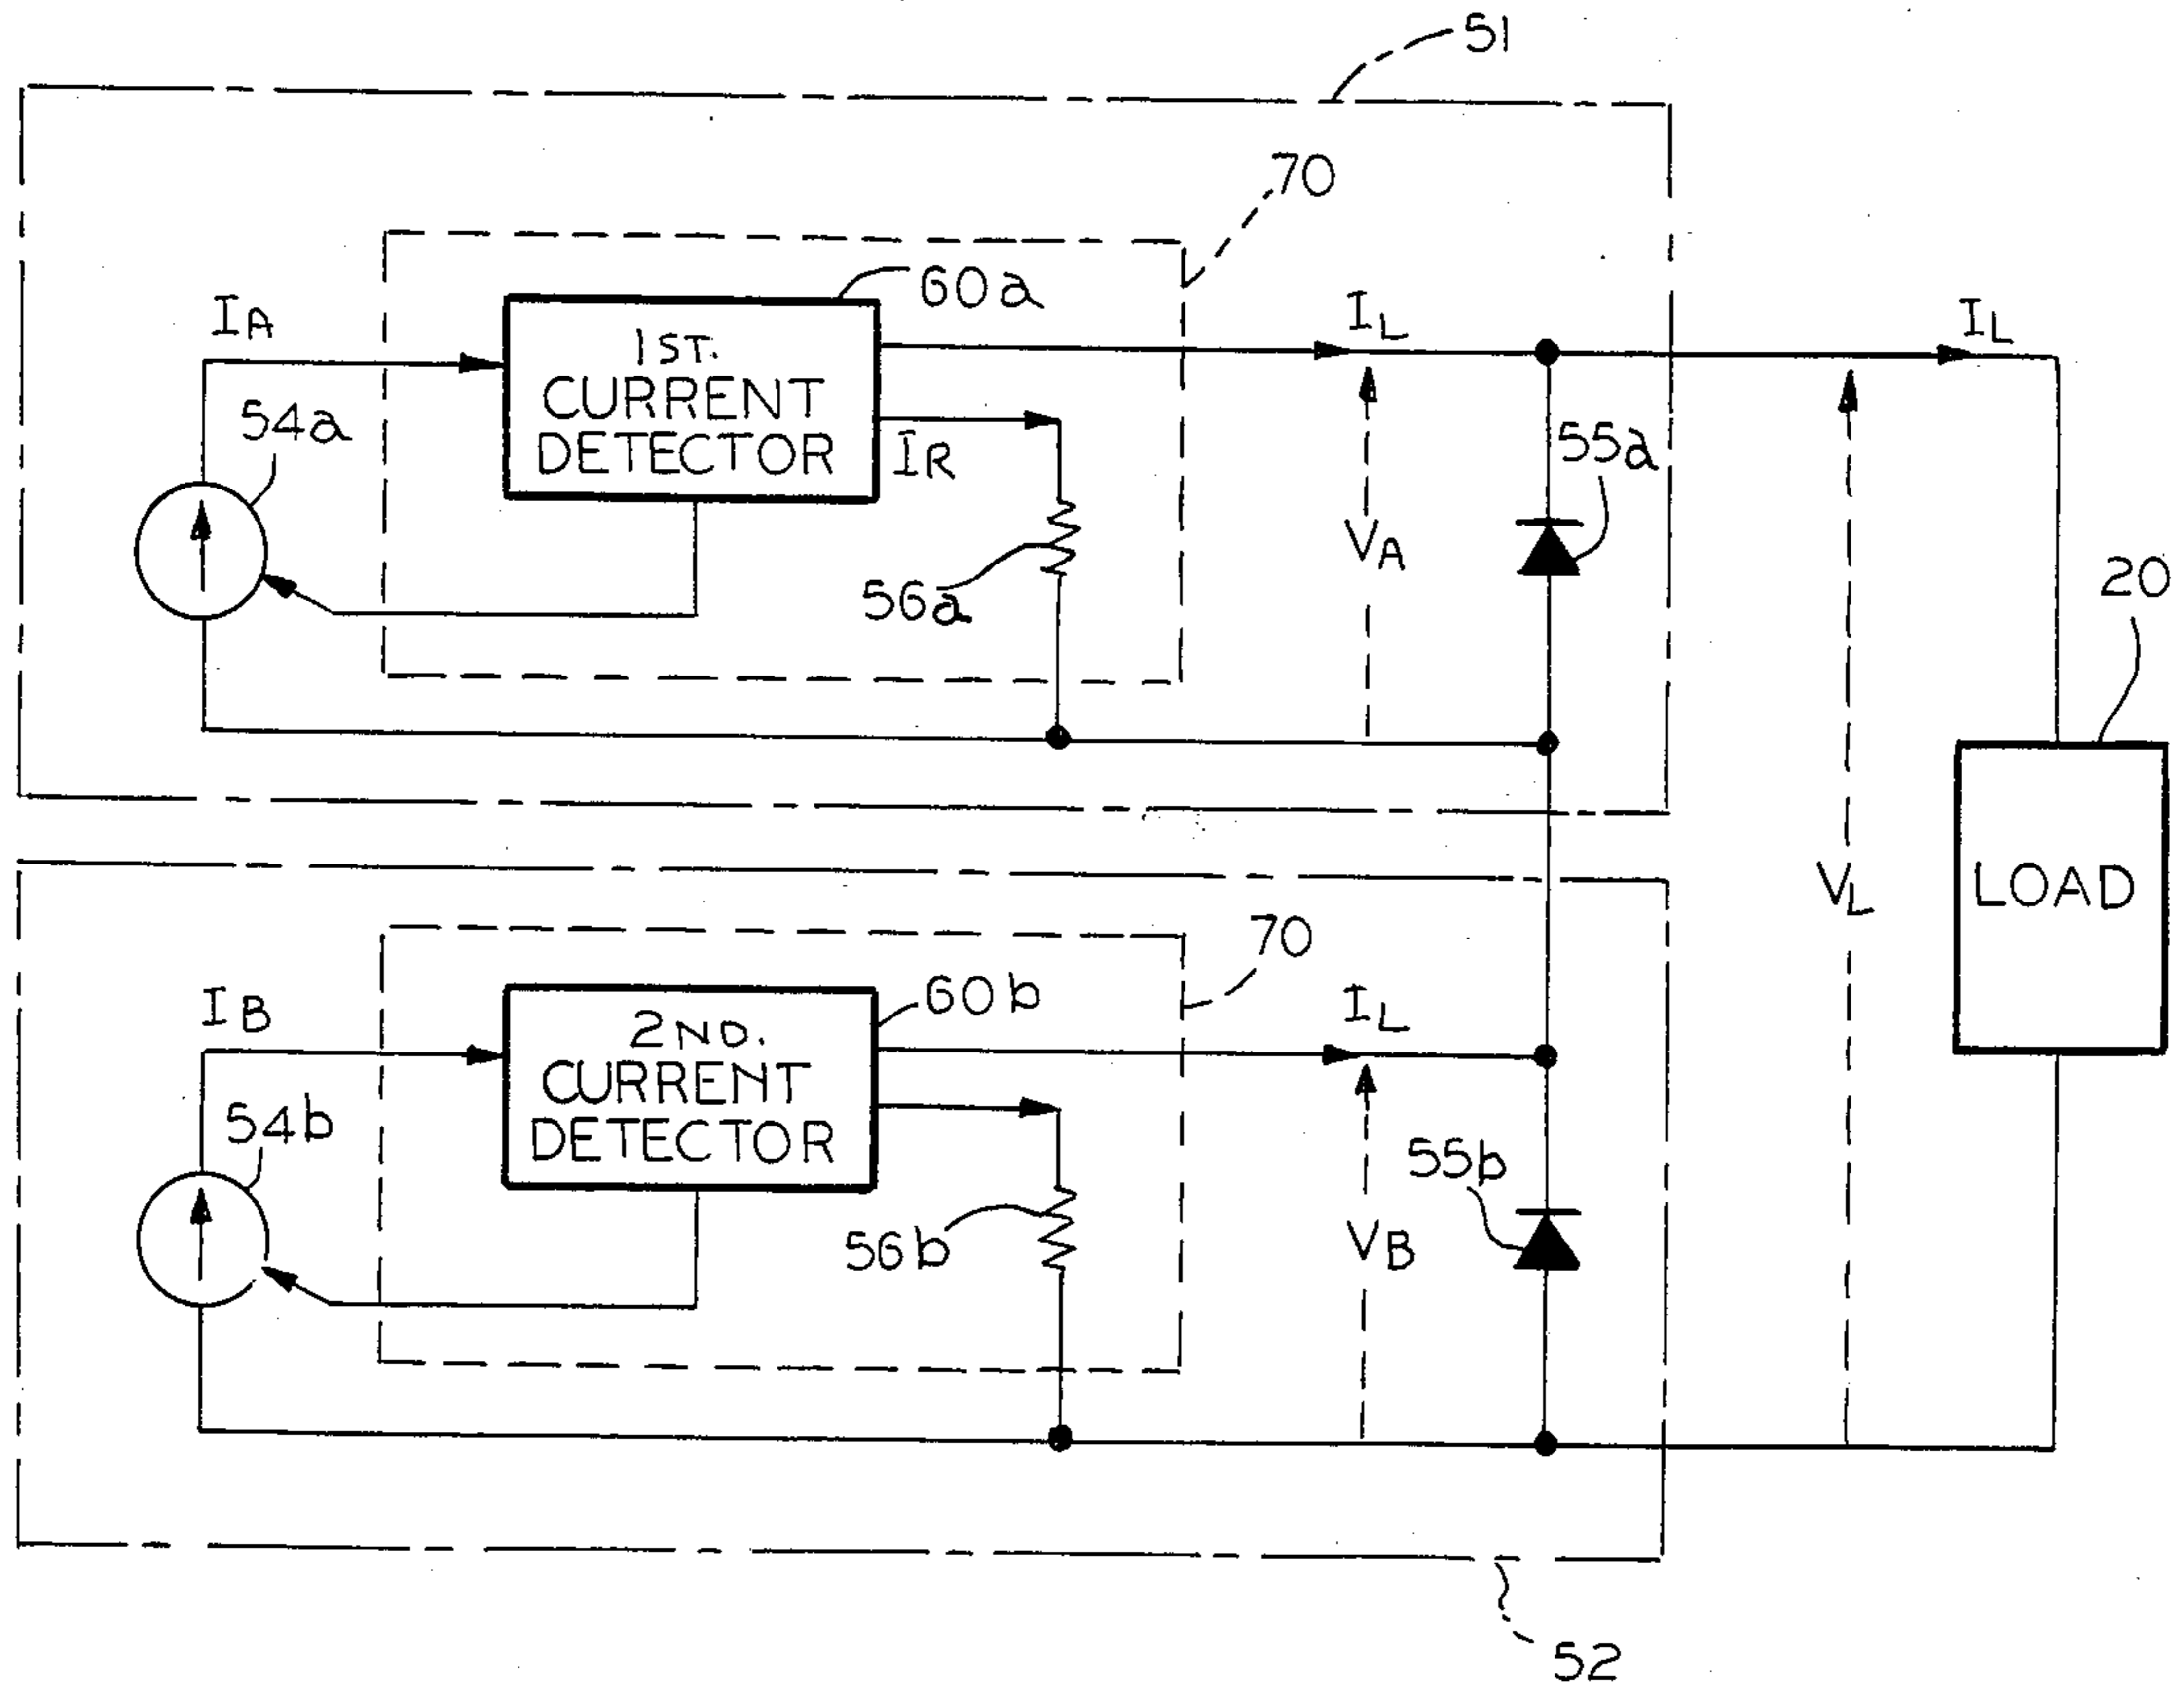 51
70
60a
IA
1ST.
CURRENT
DETECTOR
IL
IL
54a
IR
55a
VA
56a
20
LOAD
VL
70
60b
IB
2ND.
CURRENT
DETECTOR
IL
54b
55b
56b
VB
52